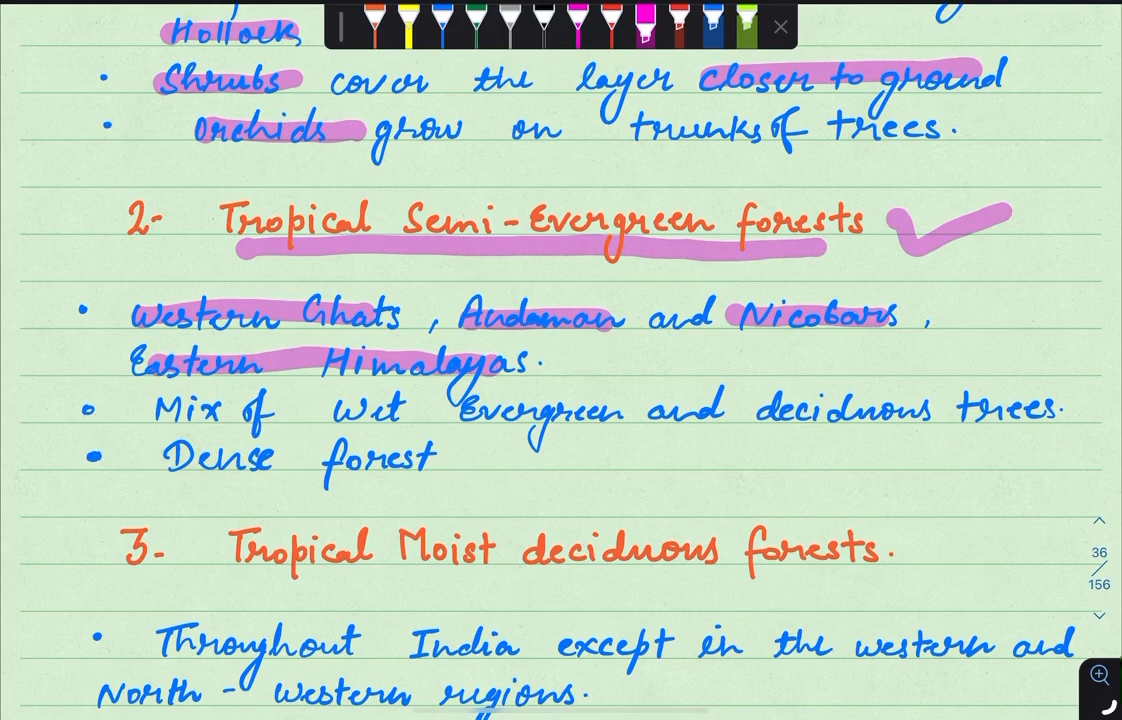 Hollock
• Shrubs cover the layer closer to ground
• Orchids grow on trunks of trees.
2- Tropical Semi-Evergreen forests
• Western Ghats, Andaman and Nicobars,
Eastern Himalayas.
• Mix of Wet Evergreen and deciduous trees.
• Dense forest
3- Tropical Moist deciduous forests.
36
156
• Throughout India except in the western and
North - western regions.